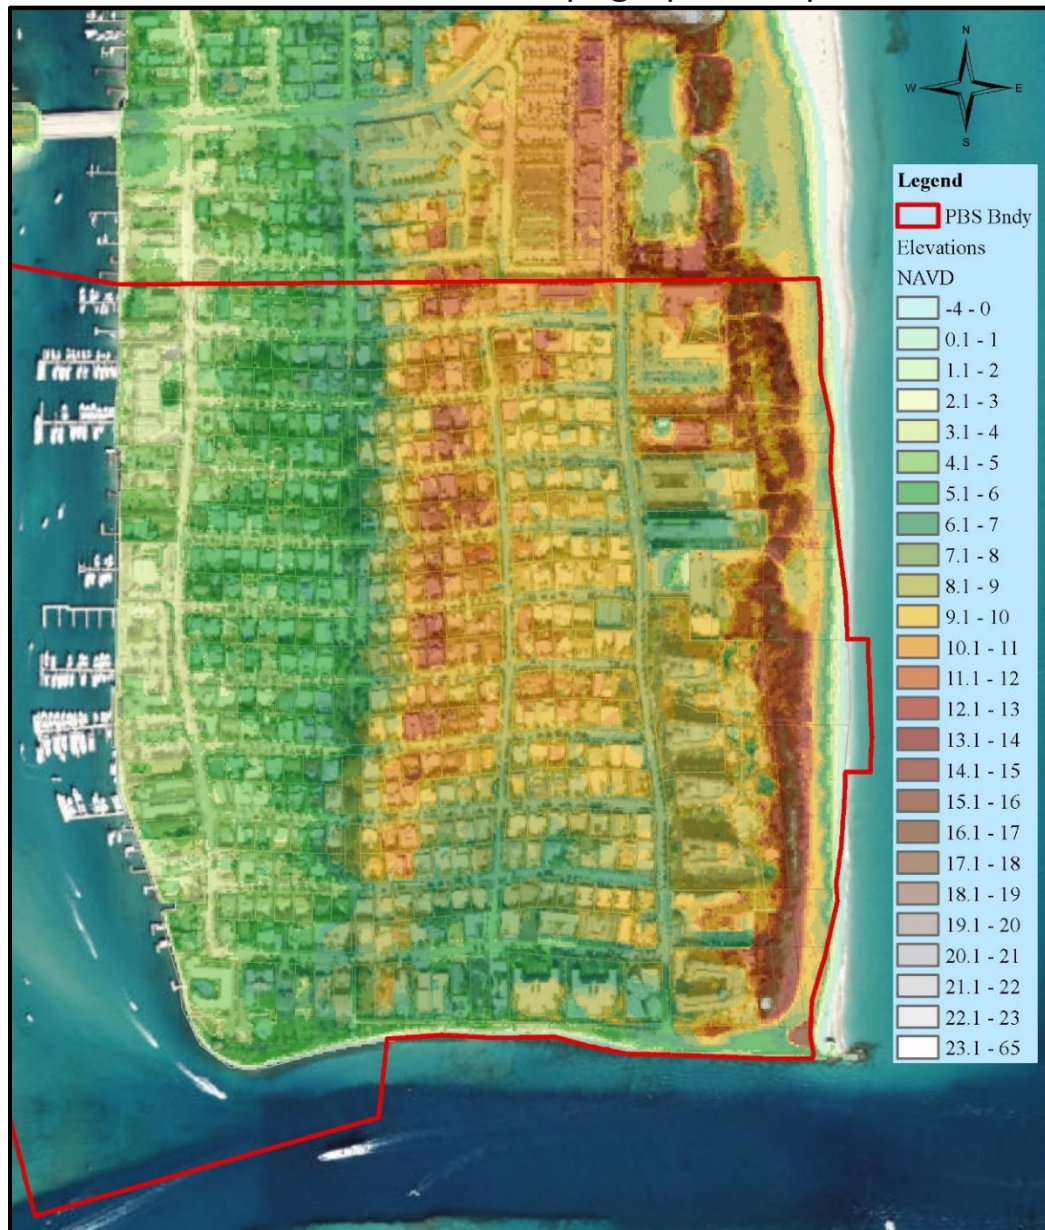 N
W E
S
Legend
PBS Bndy
Elevations
NAVD
-4 - 0
0.1 - 1
1.1 - 2
2.1 - 3
3.1 - 4
4.1 - 5
5.1 - 6
6.1 - 7
7.1 - 8
8.1 - 9
9.1 - 10
10.1 - 11
11.1 - 12
12.1 - 13
13.1 - 14
14.1 - 15
15.1 - 16
16.1 - 17
17.1 - 18
18.1 - 19
19.1 - 20
20.1 - 21
21.1 - 22
22.1 - 23
23.1 - 65